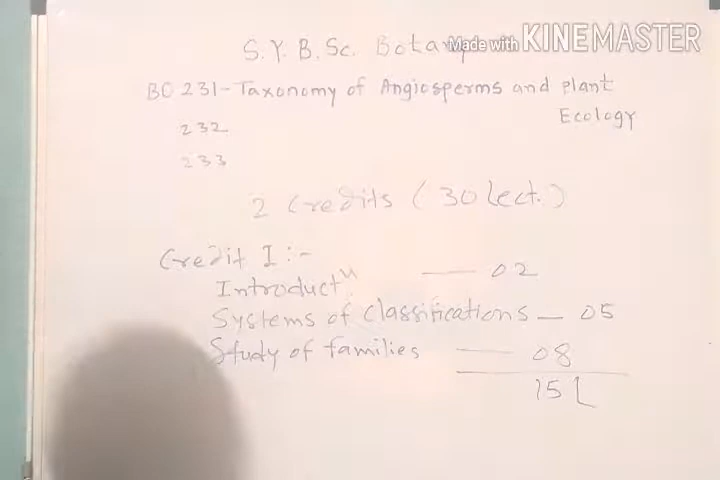 S.Y. B.Sc. Botany
Made with KINEMASTER
BO 231 - Taxonomy of Angiosperms and plant
Ecology
232
233
2 Credits (30 Lect.)
Credit I :-
Introductn — 02
Systems of Classifications — 05
Study of families — 08
15 L